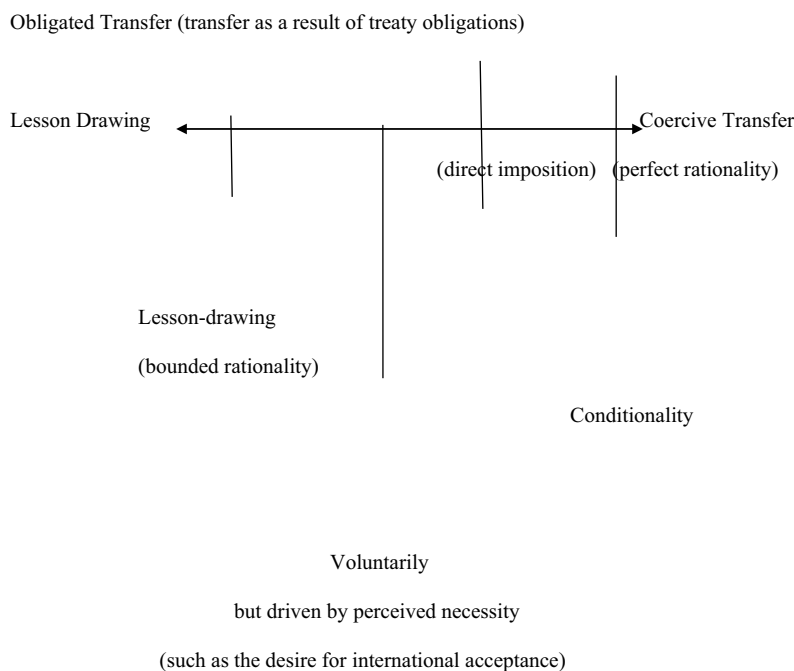 Obligated Transfer (transfer as a result of treaty obligations)
Lesson Drawing
Coercive Transfer
(direct imposition) (perfect rationality)
Lesson-drawing
(bounded rationality)
Conditionality
Voluntarily
but driven by perceived necessity
(such as the desire for international acceptance)